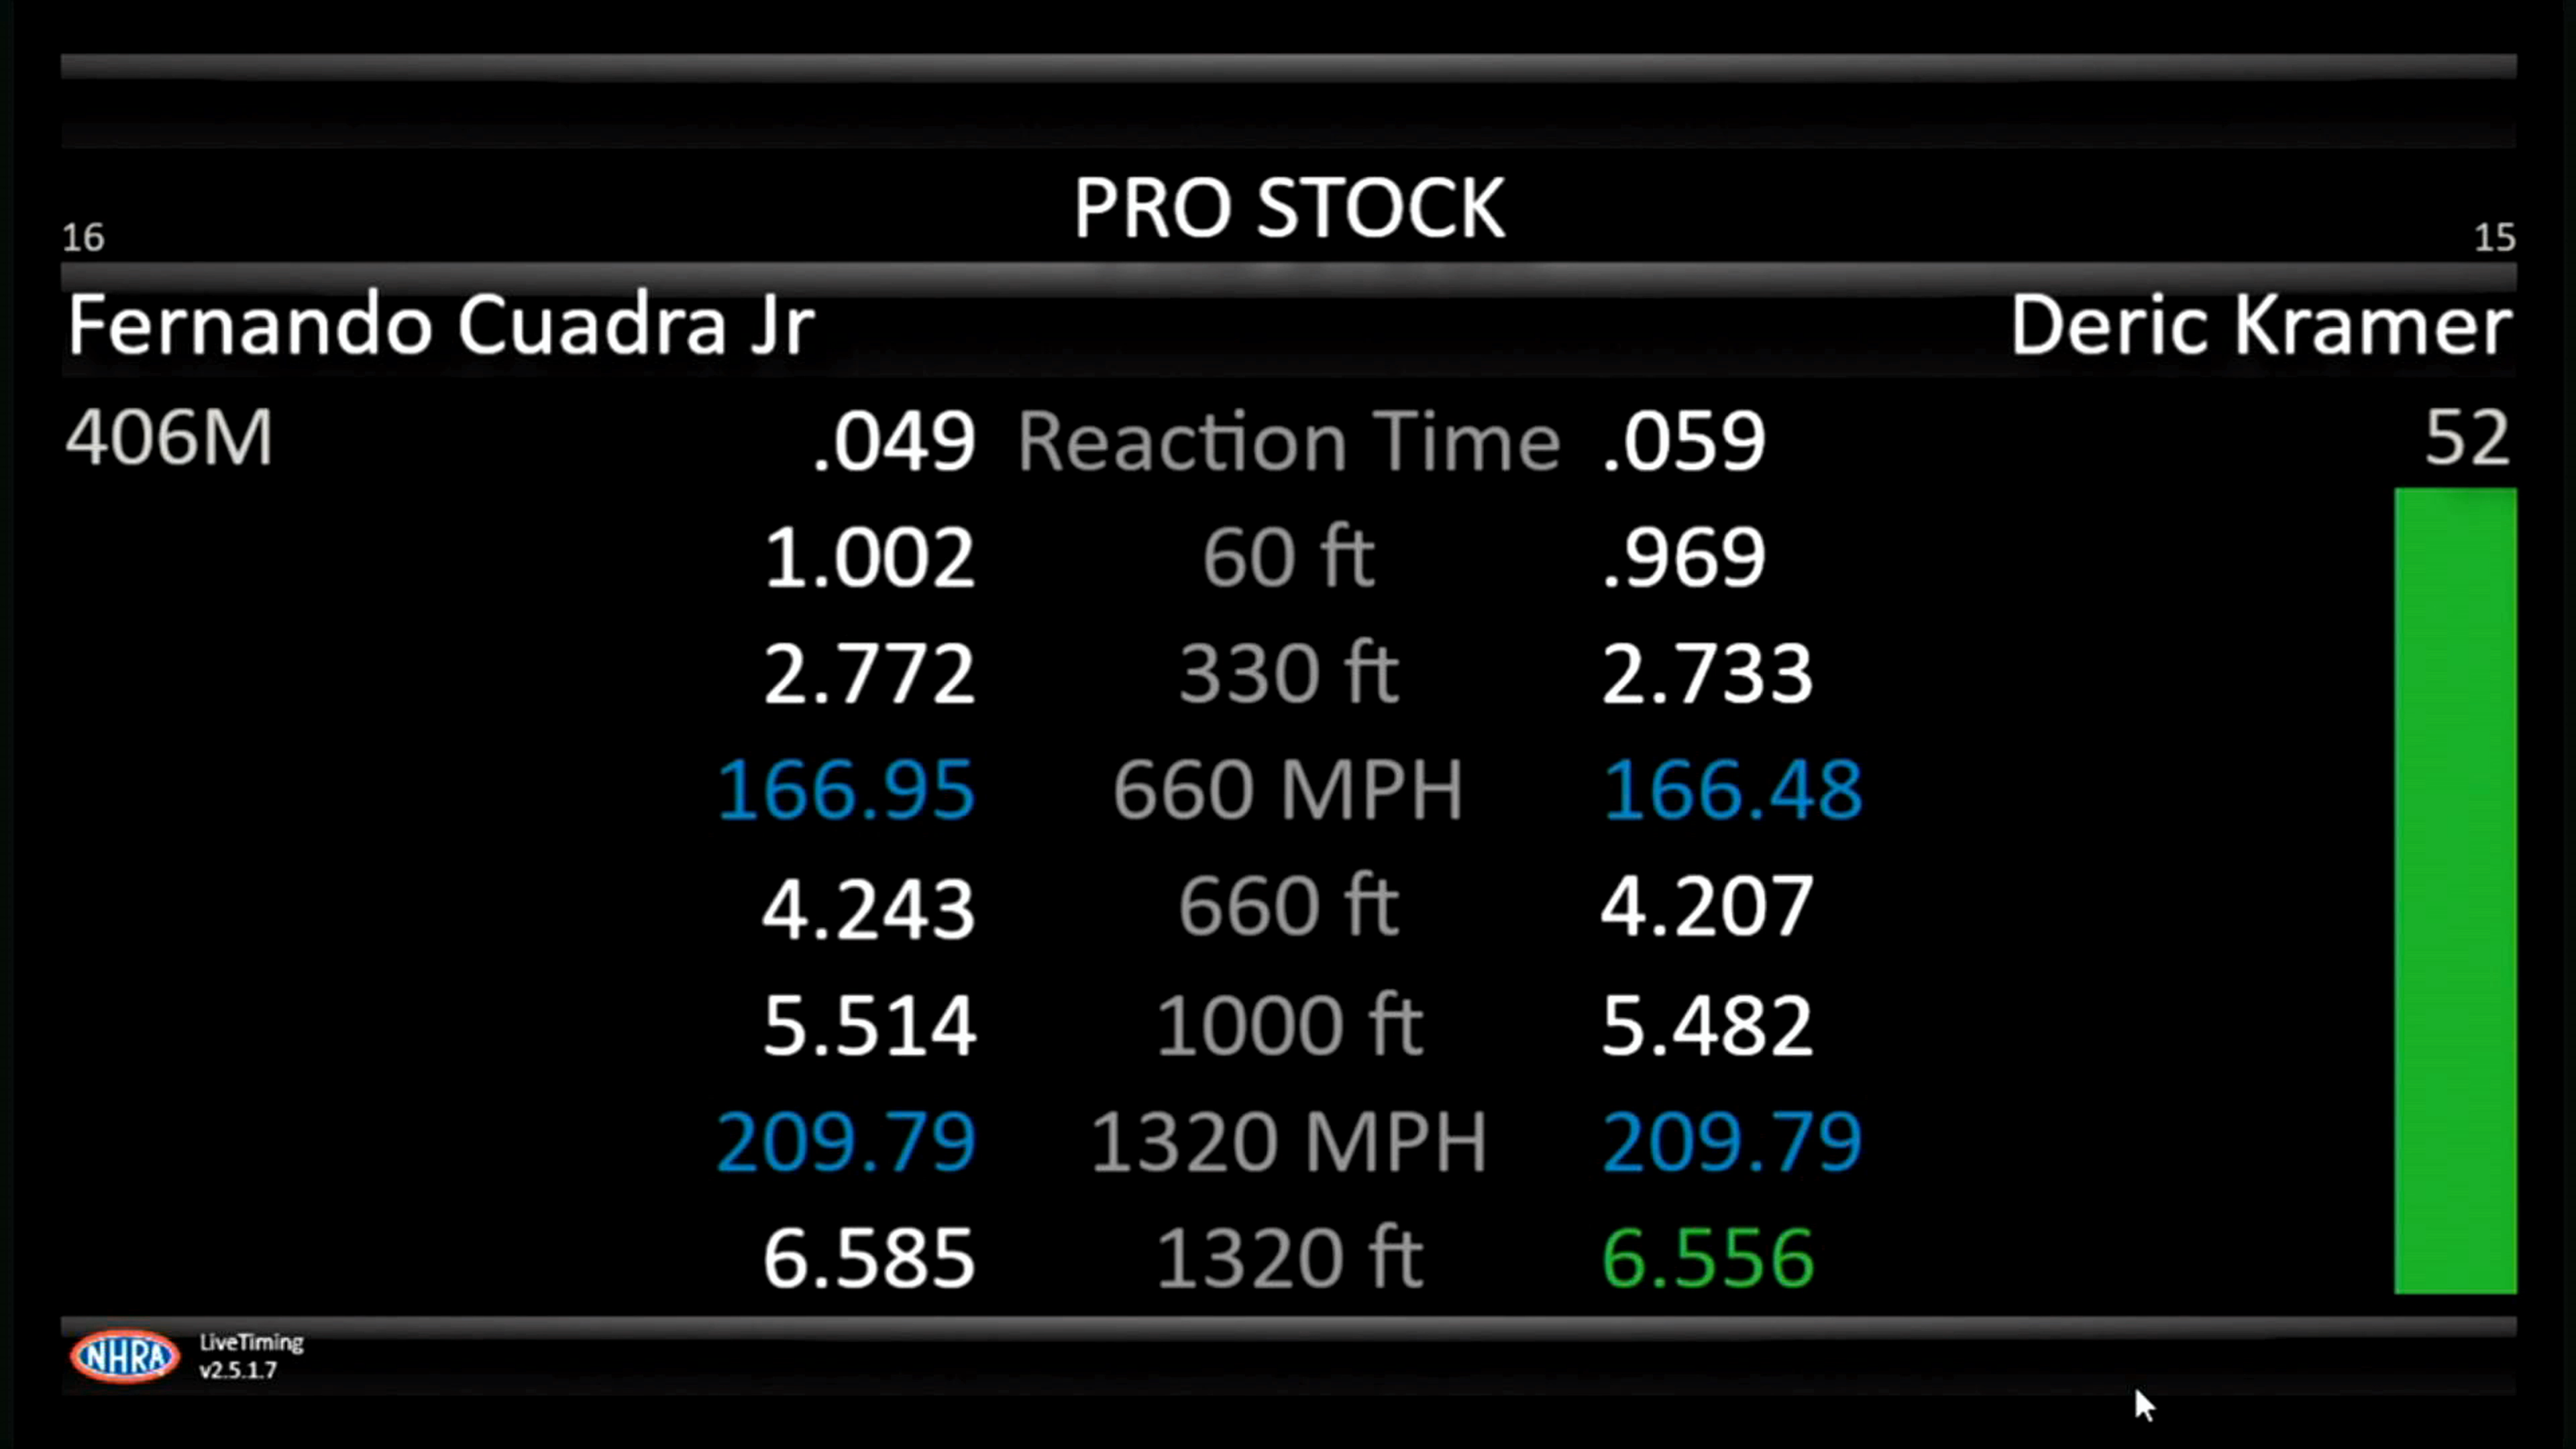 PRO STOCK
16 15
Fernando Cuadra Jr Deric Kramer
406M .049 Reaction Time .059 52
1.002 60 ft .969
2.772 330 ft 2.733
166.95 660 MPH 166.48
4.243 660 ft 4.207
5.514 1000 ft 5.482
209.79 1320 MPH 209.79
6.585 1320 ft 6.556
NHRA LiveTiming
v2.5.1.7